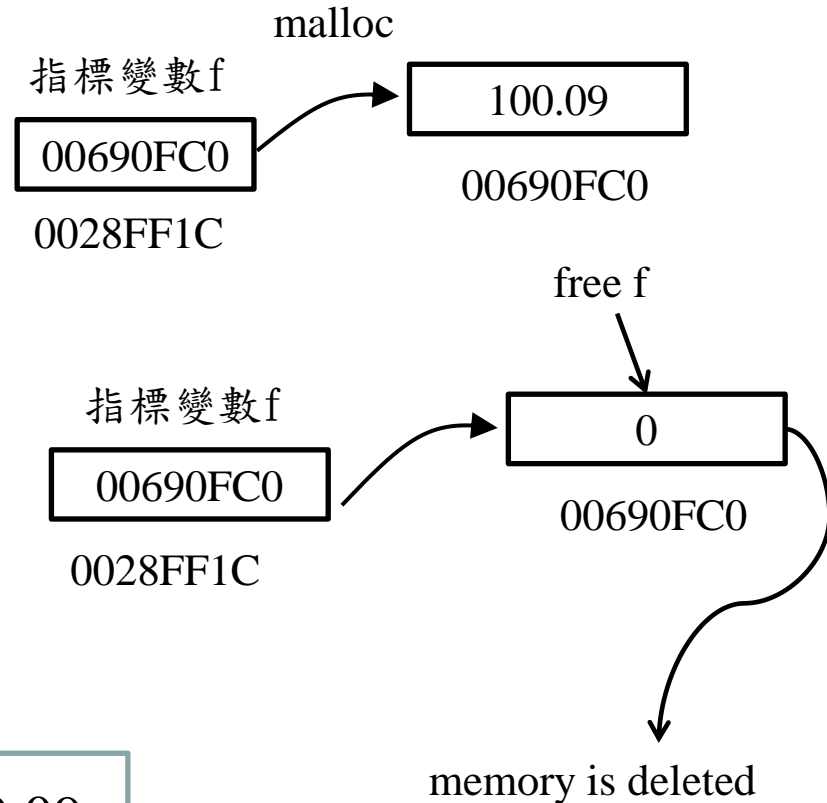 malloc
指標變數f
100.09
00690FC0
00690FC0
0028FF1C
free f
指標變數f
0
00690FC0
00690FC0
0028FF1C
memory is deleted